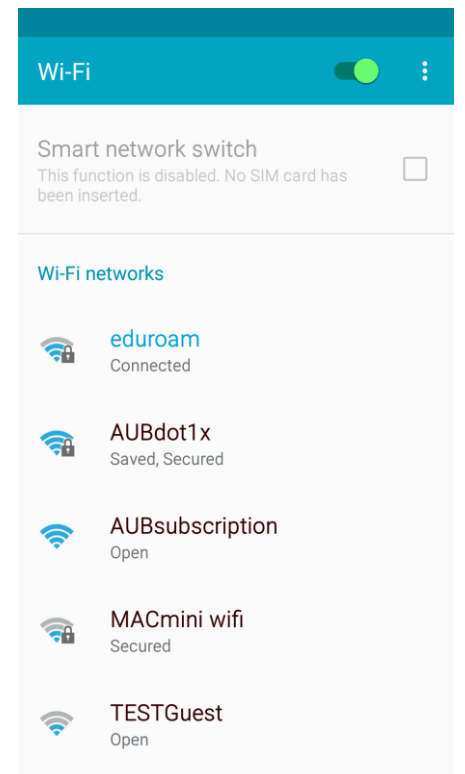 Wi-Fi
Smart network switch
This function is disabled. No SIM card has
been inserted.
Wi-Fi networks
eduroam
Connected
AUBdot1x
Saved, Secured
AUBsubscription
Open
MACmini wifi
Secured
TESTGuest
Open